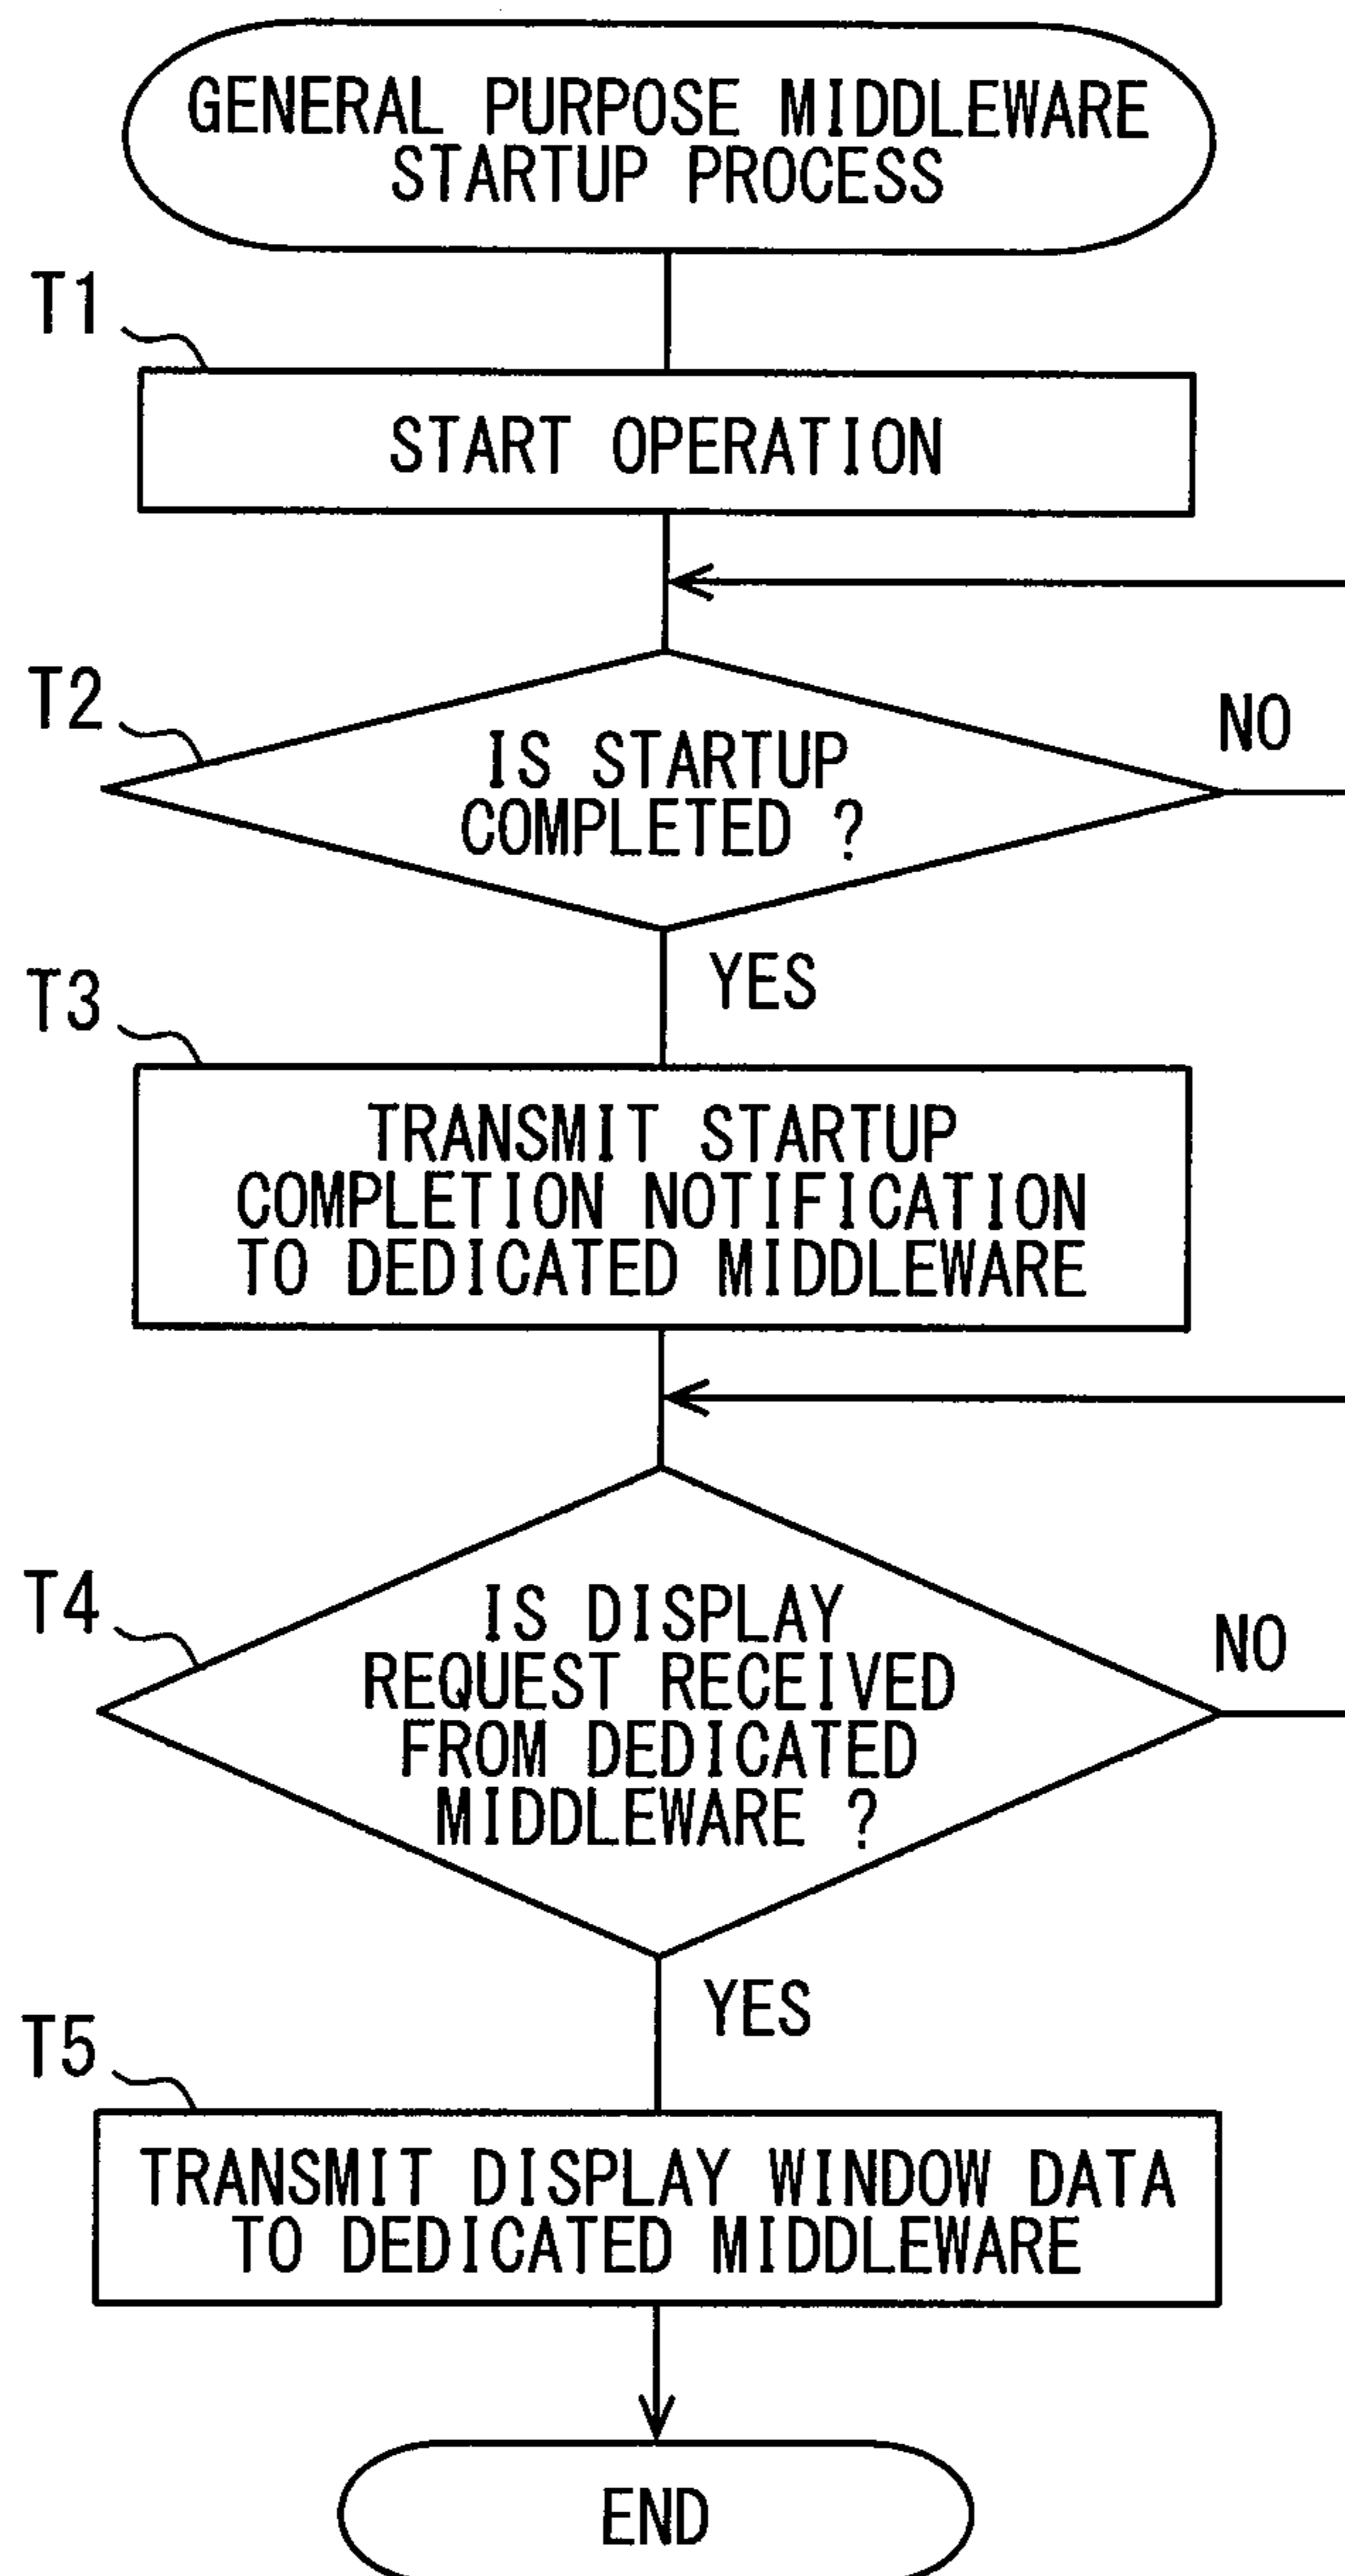 GENERAL PURPOSE MIDDLEWARE
STARTUP PROCESS
T1
START OPERATION
T2
IS STARTUP
COMPLETED ?
NO
YES
T3
TRANSMIT STARTUP
COMPLETION NOTIFICATION
TO DEDICATED MIDDLEWARE
T4
IS DISPLAY
REQUEST RECEIVED
FROM DEDICATED
MIDDLEWARE ?
NO
YES
T5
TRANSMIT DISPLAY WINDOW DATA
TO DEDICATED MIDDLEWARE
END